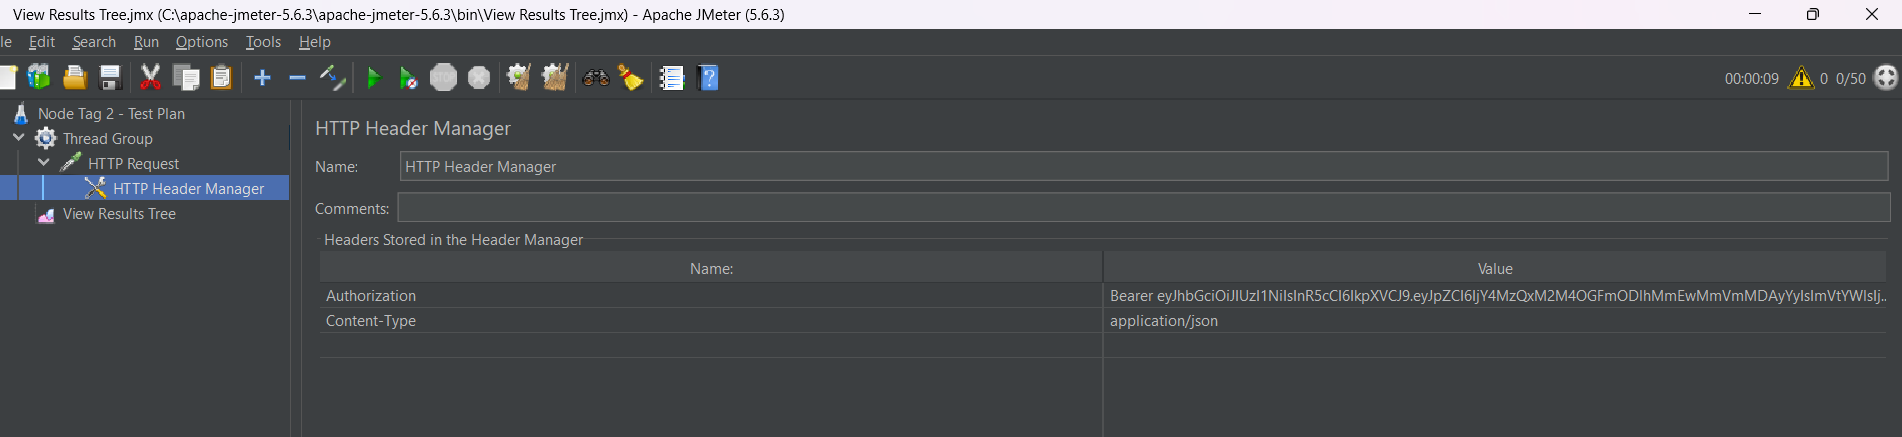 View Results Tree.jmx (C:\apache-jmeter-5.6.3\apache-jmeter-5.6.3\bin\View Results Tree.jmx) - Apache JMeter (5.6.3)
le Edit Search Run Options Tools Help
STOP
00:00:09 0 0/50
Node Tag 2 - Test Plan
Thread Group
HTTP Request
HTTP Header Manager
View Results Tree
HTTP Header Manager
Name: HTTP Header Manager
Comments:
Headers Stored in the Header Manager
Name: Value
Authorization Bearer eyJhbGciOiJIUzI1NiIsInR5cCI6IkpXVCJ9.eyJpZCI6IjY4MzQxM2M4OGFmODlhMmEwMmVmMDAyYyIsImVtYWlsIj...
Content-Type application/json